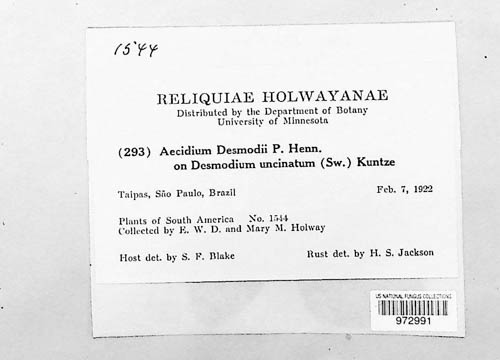 1544
RELIQUIAE HOLWAYANAE
Distributed by the Department of Botany
University of Minnesota
(293) Aecidium Desmodii P. Henn.
on Desmodium uncinatum (Sw.) Kuntze
Taipas, São Paulo, Brazil Feb. 7, 1922
Plants of South America No. 1544
Collected by E. W. D. and Mary M. Holway
Host det. by S. F. Blake Rust det. by H. S. Jackson
US NATIONAL FUNGUS COLLECTIONS
972991